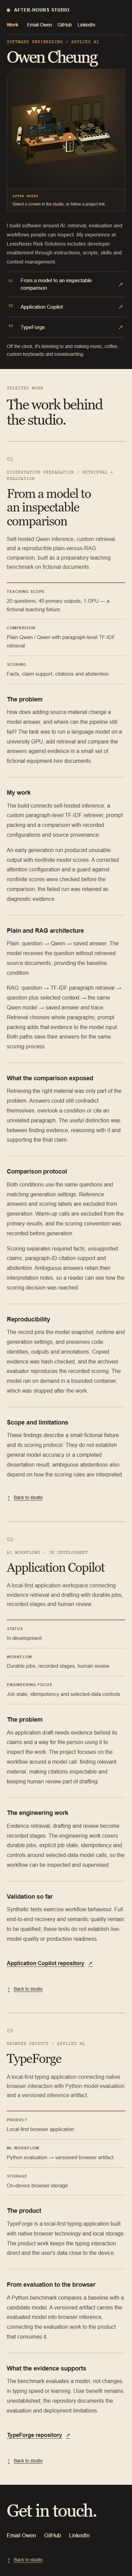 AFTER-HOURS STUDIO
Work Email Owen GitHub LinkedIn
SOFTWARE ENGINEERING / APPLIED AI
Owen Cheung
AFTER HOURS
Select a screen in the studio, or follow a project link.
I build software around AI: retrieval, evaluation and
workflows people can inspect. My experience at
LexisNexis Risk Solutions includes developer
enablement through instructions, scripts, skills and
context management.
01 From a model to an inspectable ↗
comparison
02 Application Copilot ↗
03 TypeForge ↗
Off the clock, it's listening to and making music, coffee,
custom keyboards and snowboarding.
SELECTED WORK
The work behind
the studio.
01
DISSERTATION PREPARATION / RETRIEVAL +
EVALUATION
From a model to
an inspectable
comparison
Self-hosted Qwen inference, custom retrieval
and a reproducible plain-versus-RAG
comparison, built as a preparatory teaching
benchmark on fictional documents.
TEACHING SCOPE
20 questions, 40 primary outputs, 1 GPU — a
fictional teaching fixture
COMPARISON
Plain Qwen / Qwen with paragraph-level TF-IDF
retrieval
SCORING
Facts, claim support, citations and abstention
The problem
How does adding source material change a
model answer, and where can the pipeline still
fail? The task was to run a language model on a
university GPU, add retrieval and compare the
answers against evidence in a small set of
fictional equipment-hire documents.
My work
The build connects self-hosted inference, a
custom paragraph-level TF-IDF retriever, prompt
packing and a comparison runner with recorded
configurations and source provenance.
An early generation run produced unusable
output with nonfinite model scores. A corrected
attention configuration and a guard against
nonfinite scores were checked before the
comparison; the failed run was retained as
diagnostic evidence.
Plain and RAG architecture
Plain: question → Qwen → saved answer. The
model receives the question without retrieved
source documents, providing the baseline
condition.
RAG: question → TF-IDF paragraph retrieval →
question plus selected context → the same
Qwen model → saved answer and trace.
Retrieval chooses whole paragraphs; prompt
packing adds that evidence to the model input.
Both paths save their answers for the same
scoring process.
What the comparison exposed
Retrieving the right material was only part of the
problem. Answers could still contradict
themselves, overlook a condition or cite an
unrelated paragraph. The useful distinction was
between finding evidence, reasoning with it and
supporting the final claim.
Comparison protocol
Both conditions use the same questions and
matching generation settings. Reference
answers and scoring labels are excluded from
generation. Warm-up calls are excluded from the
primary results, and the scoring convention was
recorded before generation.
Scoring separates required facts, unsupported
claims, paragraph-ID citation support and
abstention. Ambiguous answers retain their
interpretation notes, so a reader can see how the
scoring decision was reached.
Reproducibility
The record pins the model snapshot, runtime and
generation settings, and preserves code
identities, outputs and annotations. Copied
evidence was hash-checked, and the archived
evaluator reproduces the recorded scoring. The
model ran on demand in a bounded container,
which was stopped after the work.
Scope and limitations
These findings describe a small fictional fixture
and its scoring protocol. They do not establish
general model accuracy or a completed
dissertation result; ambiguous abstentions also
depend on how the scoring rules are interpreted.
↑ Back to studio
02
AI WORKFLOWS / IN DEVELOPMENT
Application Copilot
A local-first application workspace connecting
evidence retrieval and drafting with durable jobs,
recorded stages and human review
STATUS
In development
WORKFLOW
Durable jobs, recorded stages, human review
ENGINEERING FOCUS
Job state, idempotency and selected-data controls
The problem
An application draft needs evidence behind its
claims and a way for the person using it to
inspect the work. The project focuses on the
workflow around a model call: finding relevant
material, making citations inspectable and
keeping human review part of drafting.
The engineering work
Evidence retrieval, drafting and review become
recorded stages. The engineering work covers
durable jobs, explicit job state, idempotency and
controls around selected-data model calls, so the
workflow can be inspected and supervised.
Validation so far
Synthetic tests exercise workflow behaviour. Full
end-to-end recovery and semantic quality remain
to be qualified; these tests do not establish live-
model quality or production readiness.
Application Copilot repository ↗
↑ Back to studio
03
BROWSER PRODUCT / APPLIED ML
TypeForge
A local-first typing application connecting native
browser interaction with Python model evaluation
and a versioned inference artifact.
PRODUCT
Local-first browser application
ML WORKFLOW
Python evaluation → versioned browser artifact
STORAGE
On-device browser storage
The product
TypeForge is a local-first typing application built
with native browser technology and local storage.
The product work keeps the typing interaction
direct and the user's data close to the device.
From evaluation to the browser
A Python benchmark compares a baseline with a
candidate model. A versioned artifact carries the
evaluated model into browser inference,
connecting the evaluation work to the product
that consumes it.
What the evidence supports
The benchmark evaluates a model, not changes
in typing speed or learning. User benefit remains
unestablished; the repository documents the
evaluation and deployment limitations.
TypeForge repository ↗
↑ Back to studio
Get in touch.
Email Owen GitHub LinkedIn
↑ Back to studio